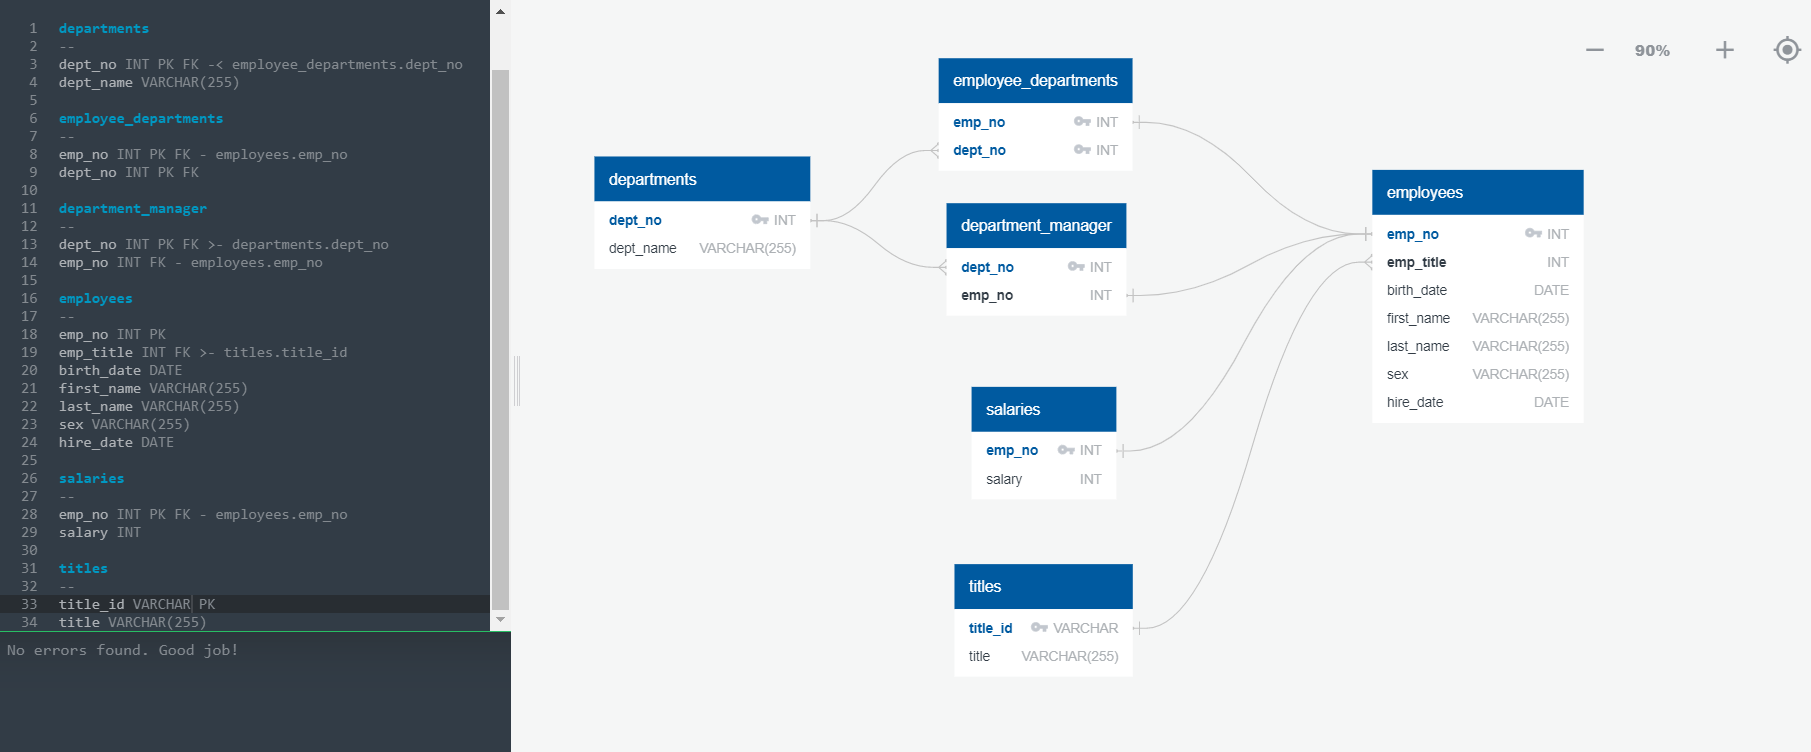 1 departments
2 --
3 dept_no INT PK FK -< employee_departments.dept_no
4 dept_name VARCHAR(255)
5
6 employee_departments
7 --
8 emp_no INT PK FK - employees.emp_no
9 dept_no INT PK FK
10
11 department_manager
12 --
13 dept_no INT PK FK >- departments.dept_no
14 emp_no INT FK - employees.emp_no
15
16 employees
17 --
18 emp_no INT PK
19 emp_title INT FK >- titles.title_id
20 birth_date DATE
21 first_name VARCHAR(255)
22 last_name VARCHAR(255)
23 sex VARCHAR(255)
24 hire_date DATE
25
26 salaries
27 --
28 emp_no INT PK FK - employees.emp_no
29 salary INT
30
31 titles
32 --
33 title_id VARCHAR PK
34 title VARCHAR(255)
No errors found. Good job!
90%
departments
dept_no INT
dept_name VARCHAR(255)
employee_departments
emp_no INT
dept_no INT
department_manager
dept_no INT
emp_no INT
salaries
emp_no INT
salary INT
titles
title_id VARCHAR
title VARCHAR(255)
employees
emp_no INT
emp_title INT
birth_date DATE
first_name VARCHAR(255)
last_name VARCHAR(255)
sex VARCHAR(255)
hire_date DATE